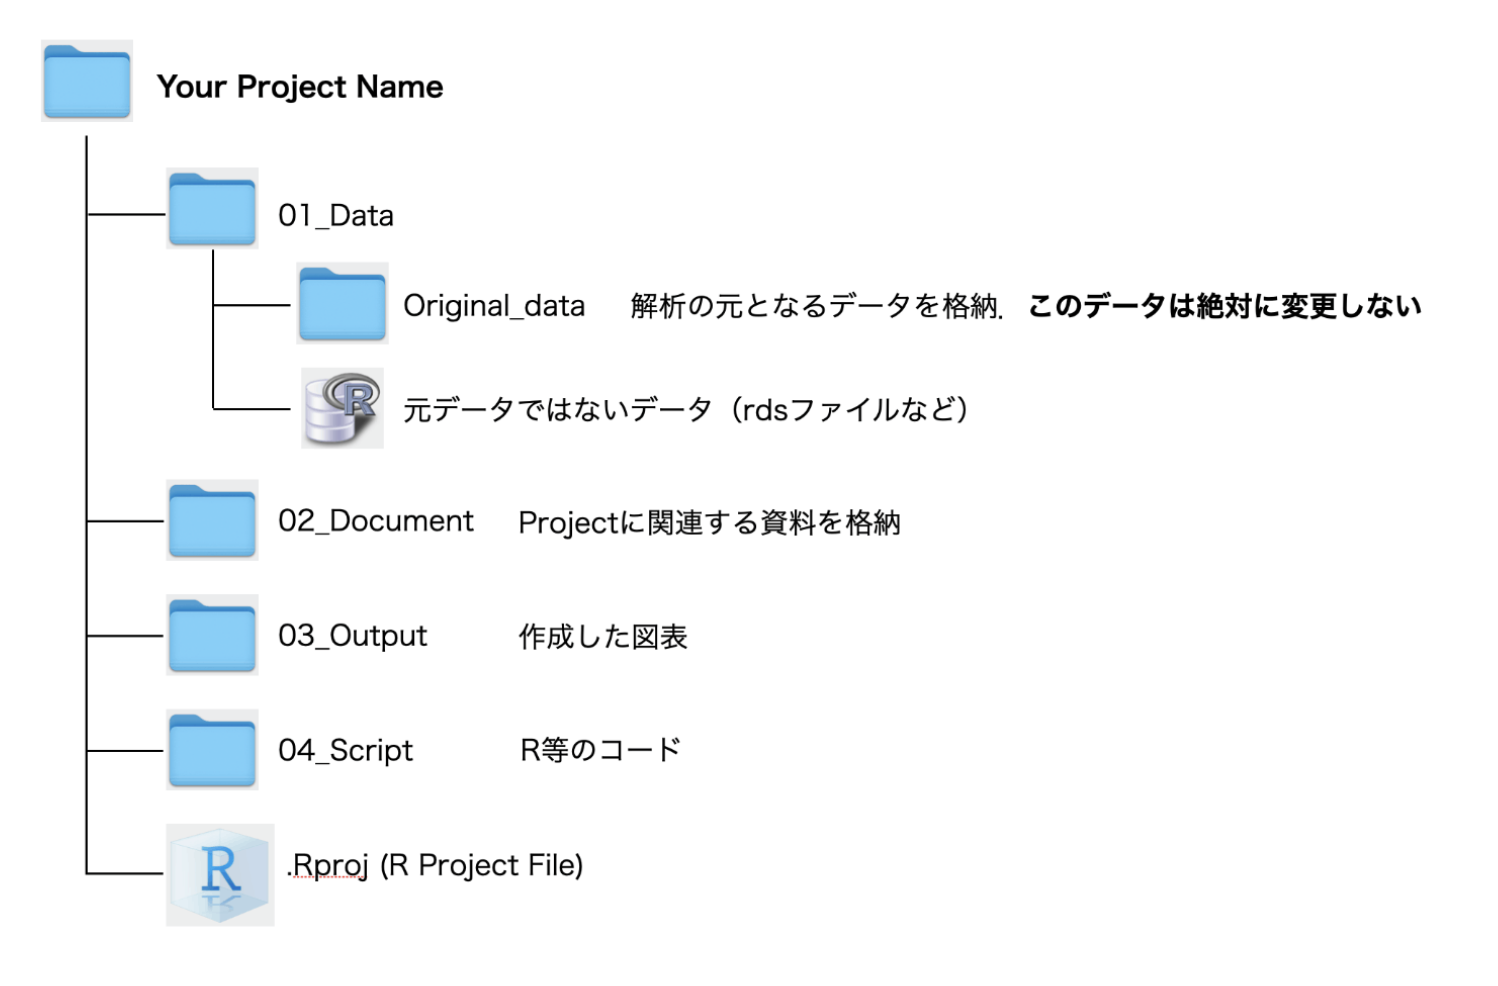 Your Project Name
01_Data
Original_data 解析の元となるデータを格納．このデータは絶対に変更しない
R 元データではないデータ（rdsファイルなど）
02_Document Projectに関連する資料を格納
03_Output 作成した図表
04_Script R等のコード
R .Rproj (R Project File)